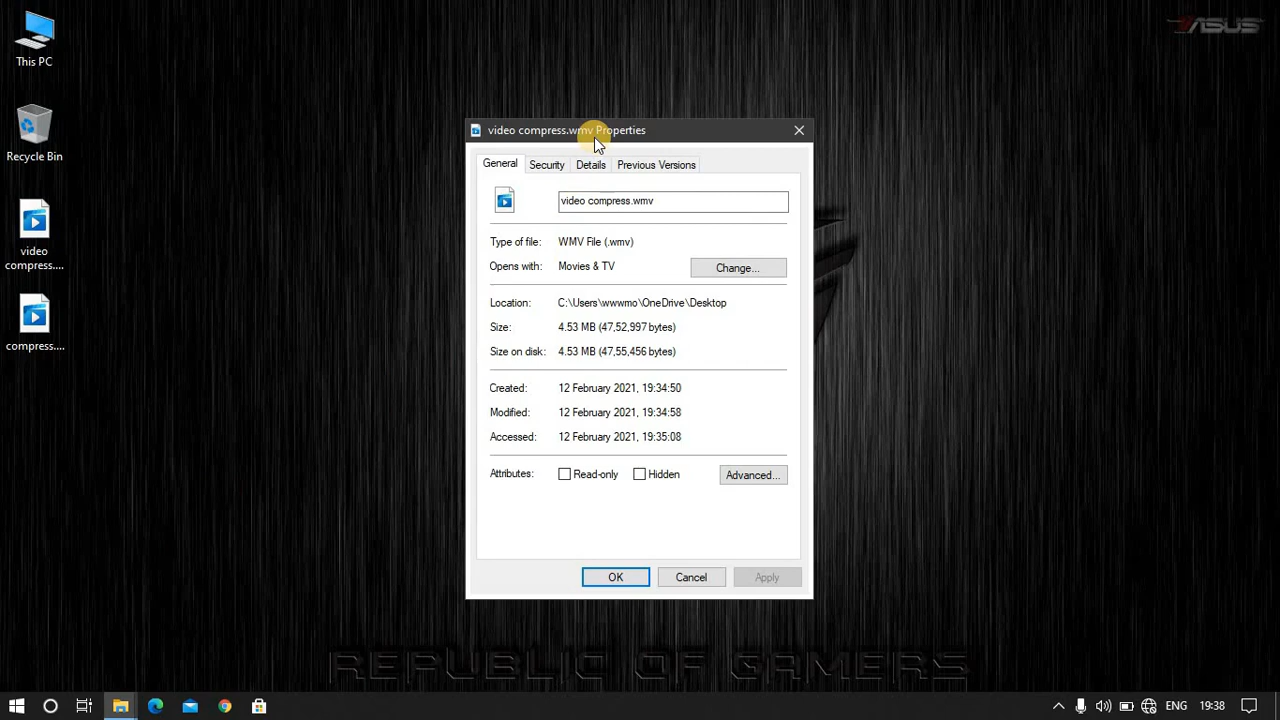 This PC
ASUS
Recycle Bin
video compress....
compress....
video compress.wmv Properties
General Security Details Previous Versions
video compress.wmv
Type of file: WMV File (.wmv)
Opens with: Movies & TV Change...
Location: C:\Users\wwwmo\OneDrive\Desktop
Size: 4.53 MB (47,52,997 bytes)
Size on disk: 4.53 MB (47,55,456 bytes)
Created: 12 February 2021, 19:34:50
Modified: 12 February 2021, 19:34:58
Accessed: 12 February 2021, 19:35:08
Attributes: Read-only Hidden Advanced...
OK Cancel Apply
REPUBLIC OF GAMERS
ENG 19:38